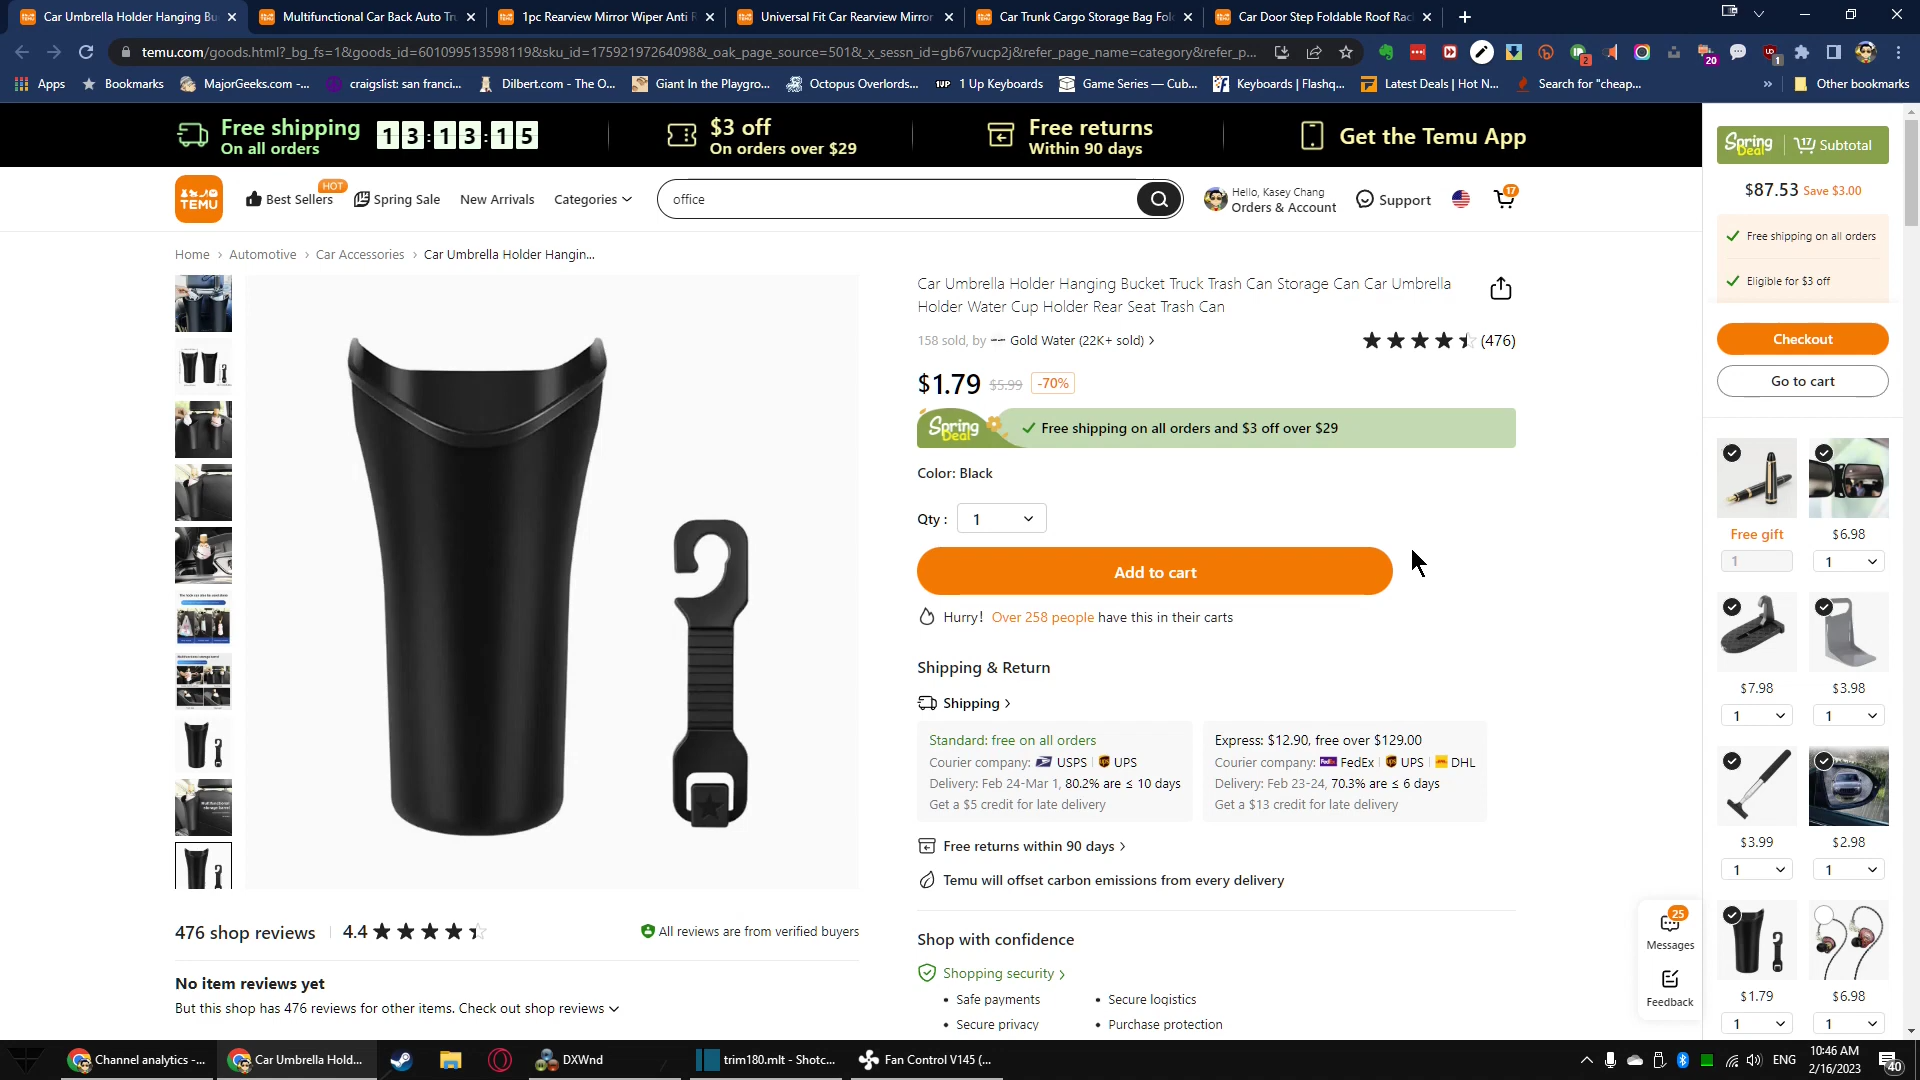 Car Umbrella Holder Hanging Bu
Multifunctional Car Back Auto Tr
1pc Rearview Mirror Wiper Anti R
Universal Fit Car Rearview Mirror
Car Trunk Cargo Storage Bag Fol
Car Door Step Foldable Roof Rac
temu.com/goods.html?_bg_fs=1&goods_id=601099513598119&sku_id=17592197264098&_oak_page_source=501&_x_sessn_id=gb67vucp2j&refer_page_name=category&refer_p...
2
20
1
Apps
Bookmarks
MajorGeeks.com -...
craigslist: san franci...
Dilbert.com - The O...
Giant In the Playgro...
Octopus Overlords...
1UP 1 Up Keyboards
Game Series — Cub...
Keyboards | Flashq...
Latest Deals | Hot N...
Search for "cheap...
»
Other bookmarks
Free shipping
On all orders
13:13:15
$3 off
On orders over $29
Free returns
Within 90 days
Get the Temu App
TEMU
Best Sellers
HOT
Spring Sale
New Arrivals
Categories
office
Hello, Kasey Chang
Orders & Account
Support
17
Home › Automotive › Car Accessories › Car Umbrella Holder Hangin...
Car Umbrella Holder Hanging Bucket Truck Trash Can Storage Can Car Umbrella
Holder Water Cup Holder Rear Seat Trash Can
158 sold, by Gold Water (22K+ sold) >
(476)
$1.79 $5.99 -70%
Spring Deal
Free shipping on all orders and $3 off over $29
Color: Black
Qty : 1
Add to cart
Hurry! Over 258 people have this in their carts
Shipping & Return
Shipping >
Standard: free on all orders
Courier company: USPS | UPS
Delivery: Feb 24-Mar 1, 80.2% are ≤ 10 days
Get a $5 credit for late delivery
Express: $12.90, free over $129.00
Courier company: FedEx | UPS | DHL
Delivery: Feb 23-24, 70.3% are ≤ 6 days
Get a $13 credit for late delivery
Free returns within 90 days >
Temu will offset carbon emissions from every delivery
Shop with confidence
Shopping security >
• Safe payments
• Secure logistics
• Secure privacy
• Purchase protection
476 shop reviews
4.4
All reviews are from verified buyers
No item reviews yet
But this shop has 476 reviews for other items. Check out shop reviews
Spring Deal
17
Subtotal
$87.53 Save $3.00
Free shipping on all orders
Eligible for $3 off
Checkout
Go to cart
Free gift
$6.98
1
1
$7.98
$3.98
1
1
$3.99
$2.98
1
1
$1.79
$6.98
1
1
25
Messages
Feedback
Channel analytics -...
Car Umbrella Hold...
DXWnd
trim180.mlt - Shotc...
Fan Control V145 (...
ENG
10:46 AM
2/16/2023
40